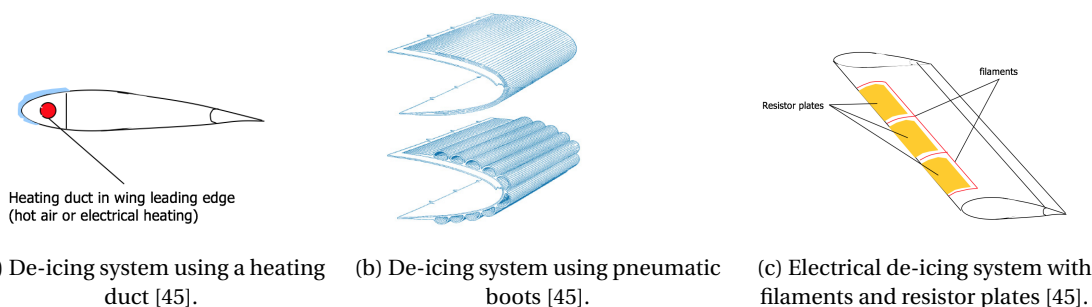 filaments
Resistor plates
Heating duct in wing leading edge
(hot air or electrical heating)
) De-icing system using a heating
duct [45].
(b) De-icing system using pneumatic
boots [45].
(c) Electrical de-icing system with
filaments and resistor plates [45].